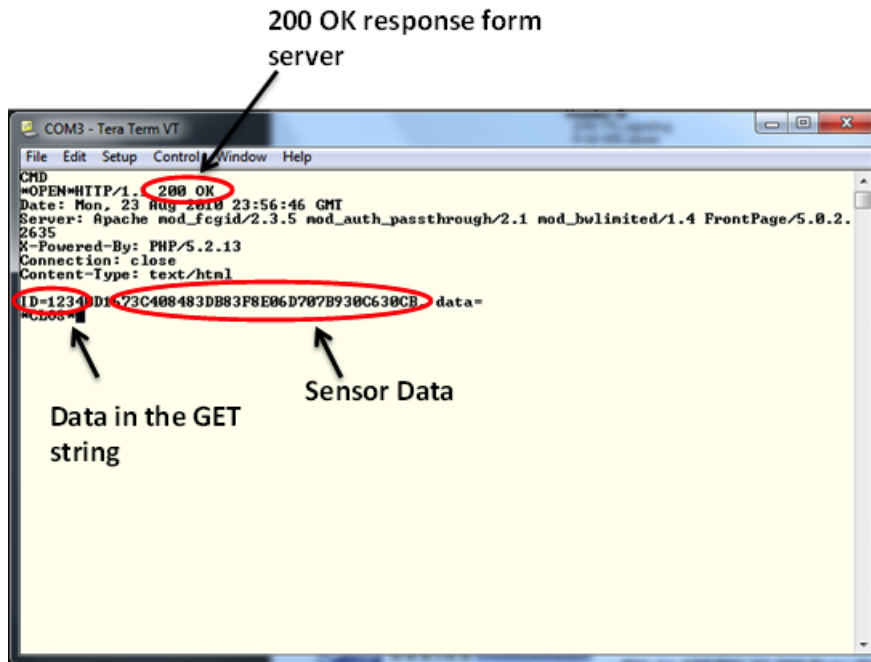 200 OK response form
server
COM3 - Tera Term VT
File Edit Setup Control Window Help
CMD
*OPEN*HTTP/1. 200 OK
Date: Mon, 23 Aug 2010 23:56:46 GMT
Server: Apache mod_fcgid/2.3.5 mod_auth_passthrough/2.1 mod_bwlimited/1.4 FrontPage/5.0.2.
2635
X-Powered-By: PHP/5.2.13
Connection: close
Content-Type: text/html
data=
*CLOS*
Data in the GET
string
Sensor Data